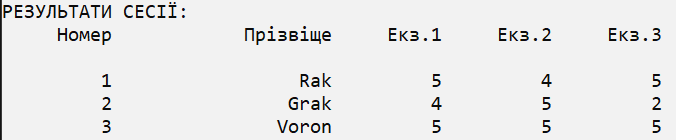 РЕЗУЛЬТАТИ СЕСІЇ:
Номер Прізвіще Екз.1 Екз.2 Екз.3
1 Rak 5 4 5
2 Grak 4 5 2
3 Voron 5 5 5